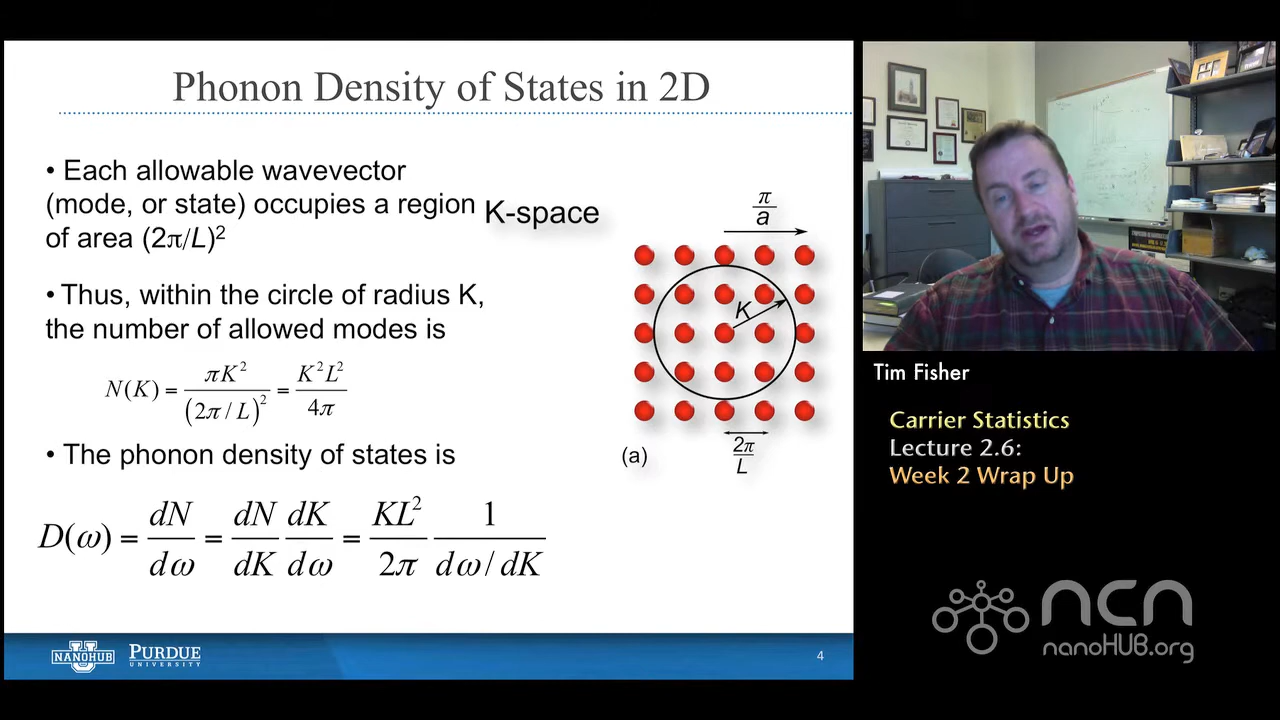 Phonon Density of States in 2D
• Each allowable wavevector
(mode, or state) occupies a region
of area (2π/L)²
K-space
• Thus, within the circle of radius K,
the number of allowed modes is
N(K) = πK² / (2π / L)² = K²L² / 4π
• The phonon density of states is
D(ω) = dN/dω = dN/dK dK/dω = KL²/2π 1/(dω / dK)
π/a
K
2π/L
(a)
NANOHUB
PURDUE
UNIVERSITY
4
Tim Fisher
Carrier Statistics
Lecture 2.6:
Week 2 Wrap Up
ncn
nanoHUB.org